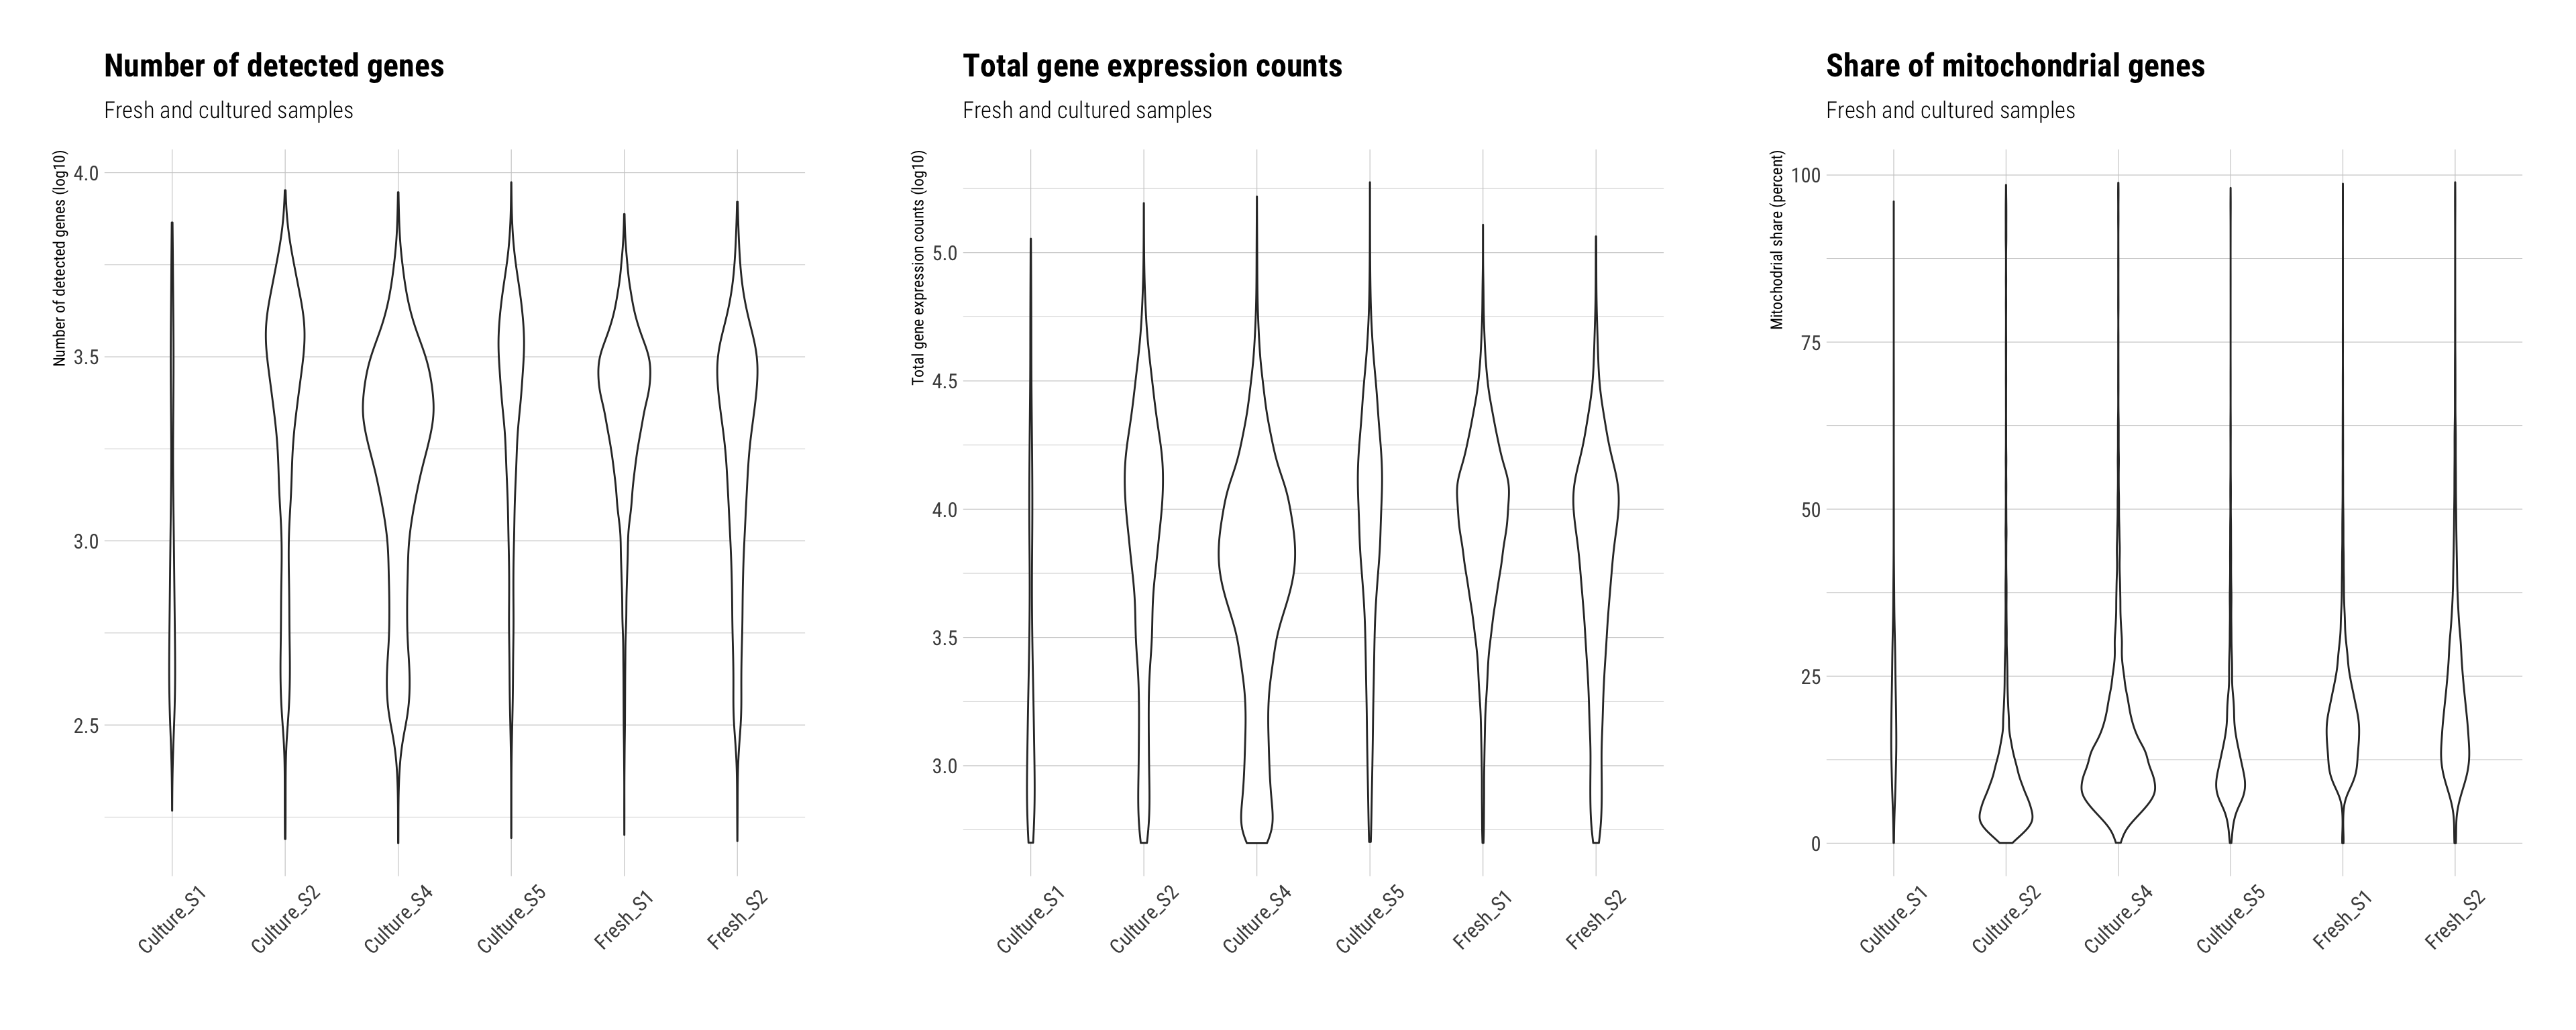 Number of detected genes
Fresh and cultured samples
Number of detected genes (log10)
4.0
3.5
3.0
2.5
Culture_S1
Culture_S2
Culture_S4
Culture_S5
Fresh_S1
Fresh_S2
Total gene expression counts
Fresh and cultured samples
Total gene expression counts (log10)
5.0
4.5
4.0
3.5
3.0
Culture_S1
Culture_S2
Culture_S4
Culture_S5
Fresh_S1
Fresh_S2
Share of mitochondrial genes
Fresh and cultured samples
Mitochodrial share (percent)
100
75
50
25
0
Culture_S1
Culture_S2
Culture_S4
Culture_S5
Fresh_S1
Fresh_S2